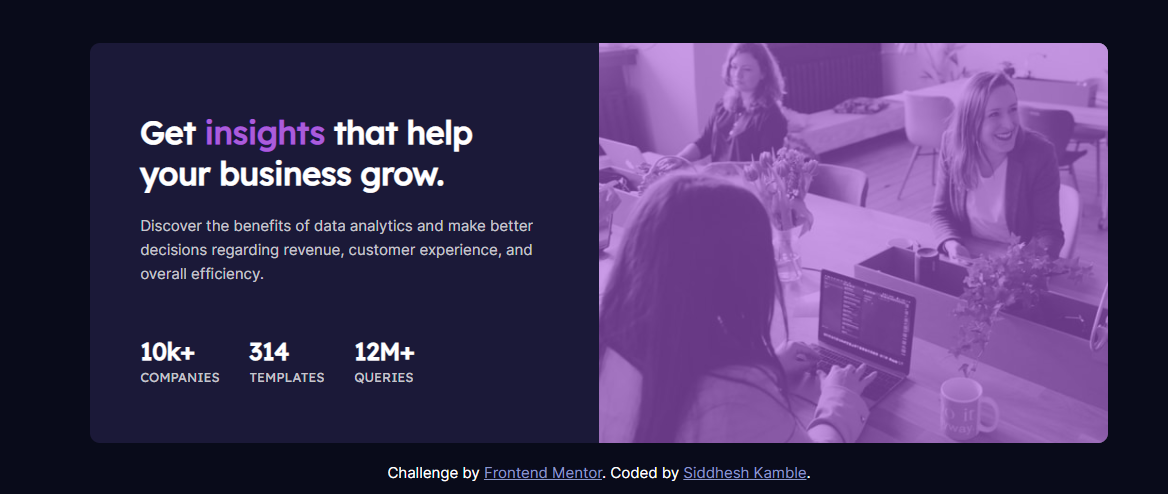 Get insights that help
your business grow.
Discover the benefits of data analytics and make better
decisions regarding revenue, customer experience, and
overall efficiency.
10k+ 314 12M+
COMPANIES TEMPLATES QUERIES
Challenge by Frontend Mentor. Coded by Siddhesh Kamble.